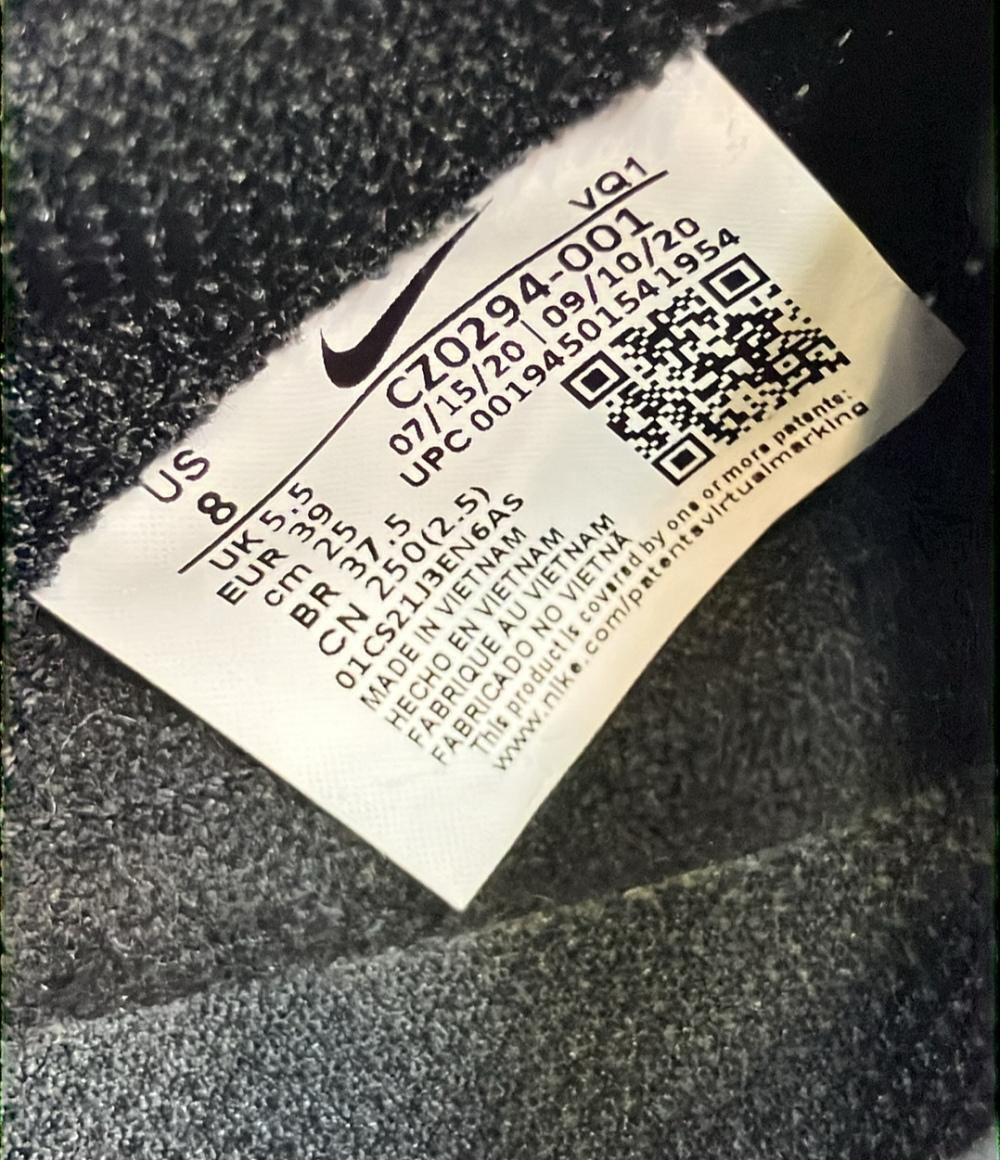 US
8
VQ1
UK 5.5
EUR 39
cm 25
BR 37.5
CN 250(2.5)
01CS21J3EN6AS
MADE IN VIETNAM
HECHO EN VIETNAM
FABRIQUE AU VIETNAM
FABRICADO NO VIETNÃ
This product is covered by one or more patents:
www.nike.com/patentsvirtualmarking
CZ0294-001
07/15/20 | 09/10/20
UPC 00194501541954